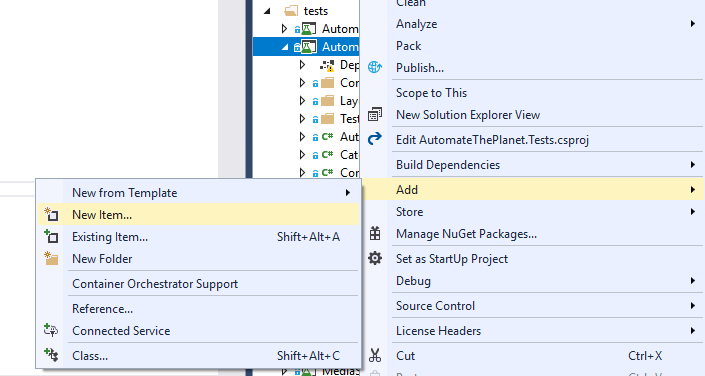 tests
Autom
Autom
Dep
Con
Lay
Test
C# Aut
C# Cat
C# Con
MediaS
Clean
Analyze
Pack
Publish...
Scope to This
New Solution Explorer View
Edit AutomateThePlanet.Tests.csproj
Build Dependencies
Add
Store
Manage NuGet Packages...
Set as StartUp Project
Debug
Source Control
License Headers
Cut Ctrl+X
New from Template
New Item...
Existing Item... Shift+Alt+A
New Folder
Container Orchestrator Support
Reference...
Connected Service
Class... Shift+Alt+C